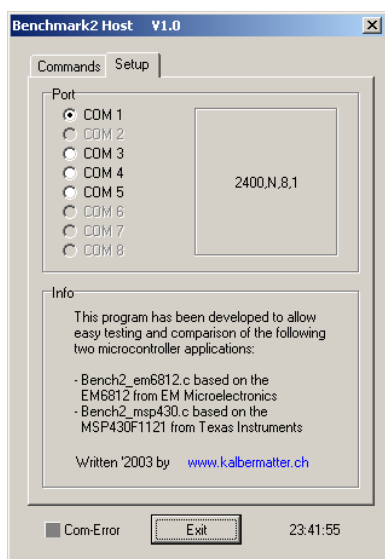 Benchmark2 Host V1.0
Commands Setup
Port
COM 1
COM 2
COM 3
COM 4
COM 5
COM 6
COM 7
COM 8
2400,N,8,1
Info
This program has been developed to allow
easy testing and comparison of the following
two microcontroller applications:
- Bench2_em6812.c based on the
EM6812 from EM Microelectronics
- Bench2_msp430.c based on the
MSP430F1121 from Texas Instruments
Written '2003 by www.kalbermatter.ch
Com-Error Exit 23:41:55